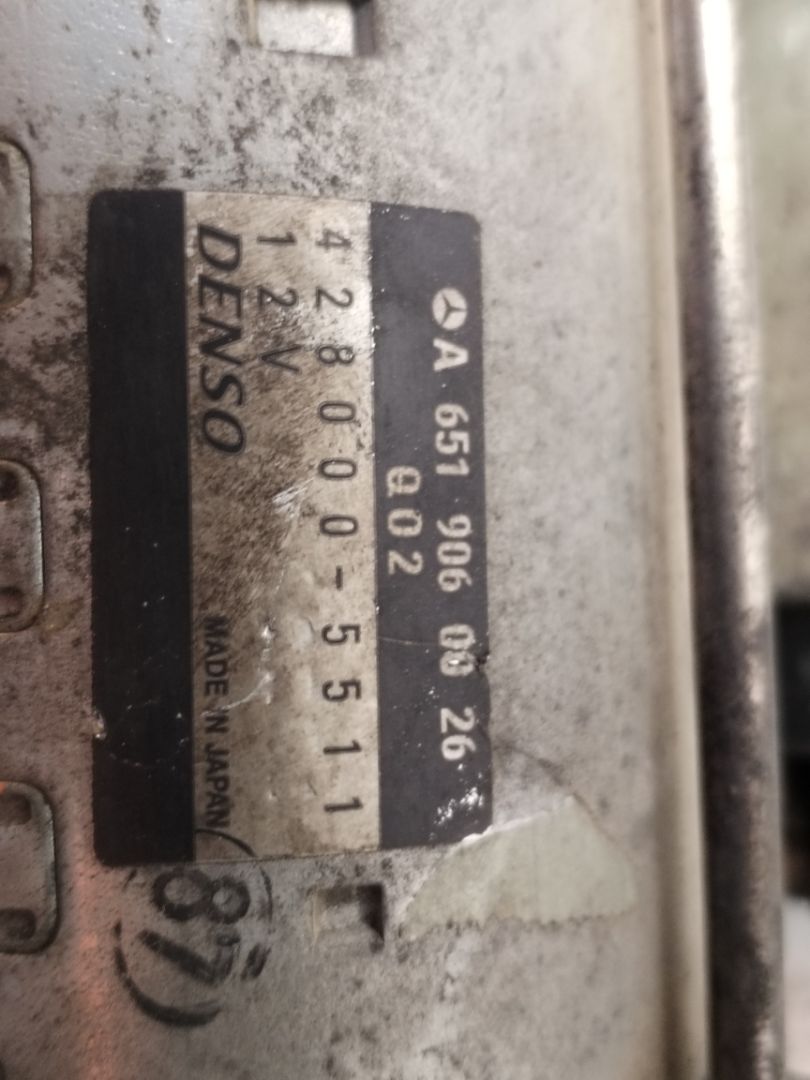 A 651 906 00 26
002
428000-5511
12V
DENSO
MADE IN JAPAN
87